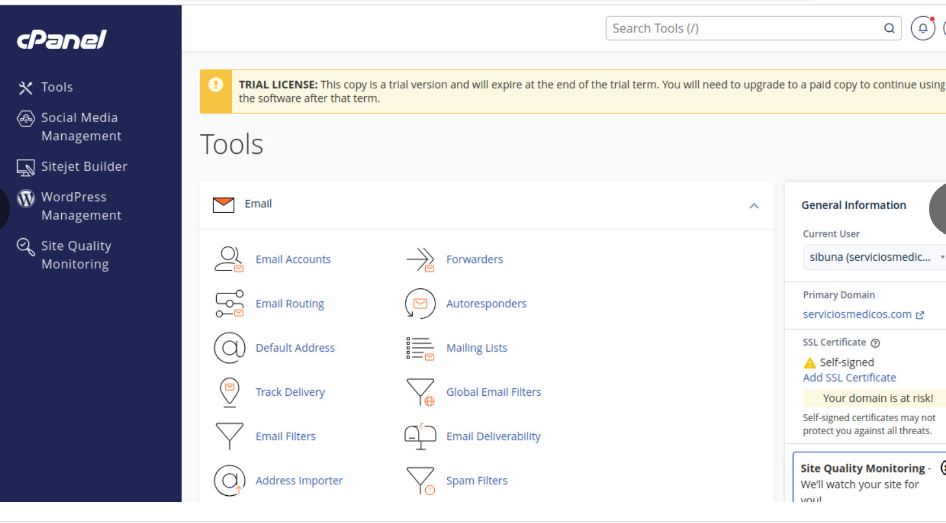 cPanel
Search Tools (/)
Tools
Social Media
Management
Sitejet Builder
WordPress
Management
Site Quality
Monitoring
TRIAL LICENSE: This copy is a trial version and will expire at the end of the trial term. You will need to upgrade to a paid copy to continue using
the software after that term.
Tools
Email
Email Accounts
Forwarders
Email Routing
Autoresponders
Default Address
Mailing Lists
Track Delivery
Global Email Filters
Email Filters
Email Deliverability
Address Importer
Spam Filters
General Information
Current User
sibuna (serviciosmedic...
Primary Domain
serviciosmedicos.com
SSL Certificate
Self-signed
Add SSL Certificate
Your domain is at risk!
Self-signed certificates may not
protect you against all threats.
Site Quality Monitoring -
We'll watch your site for
you!